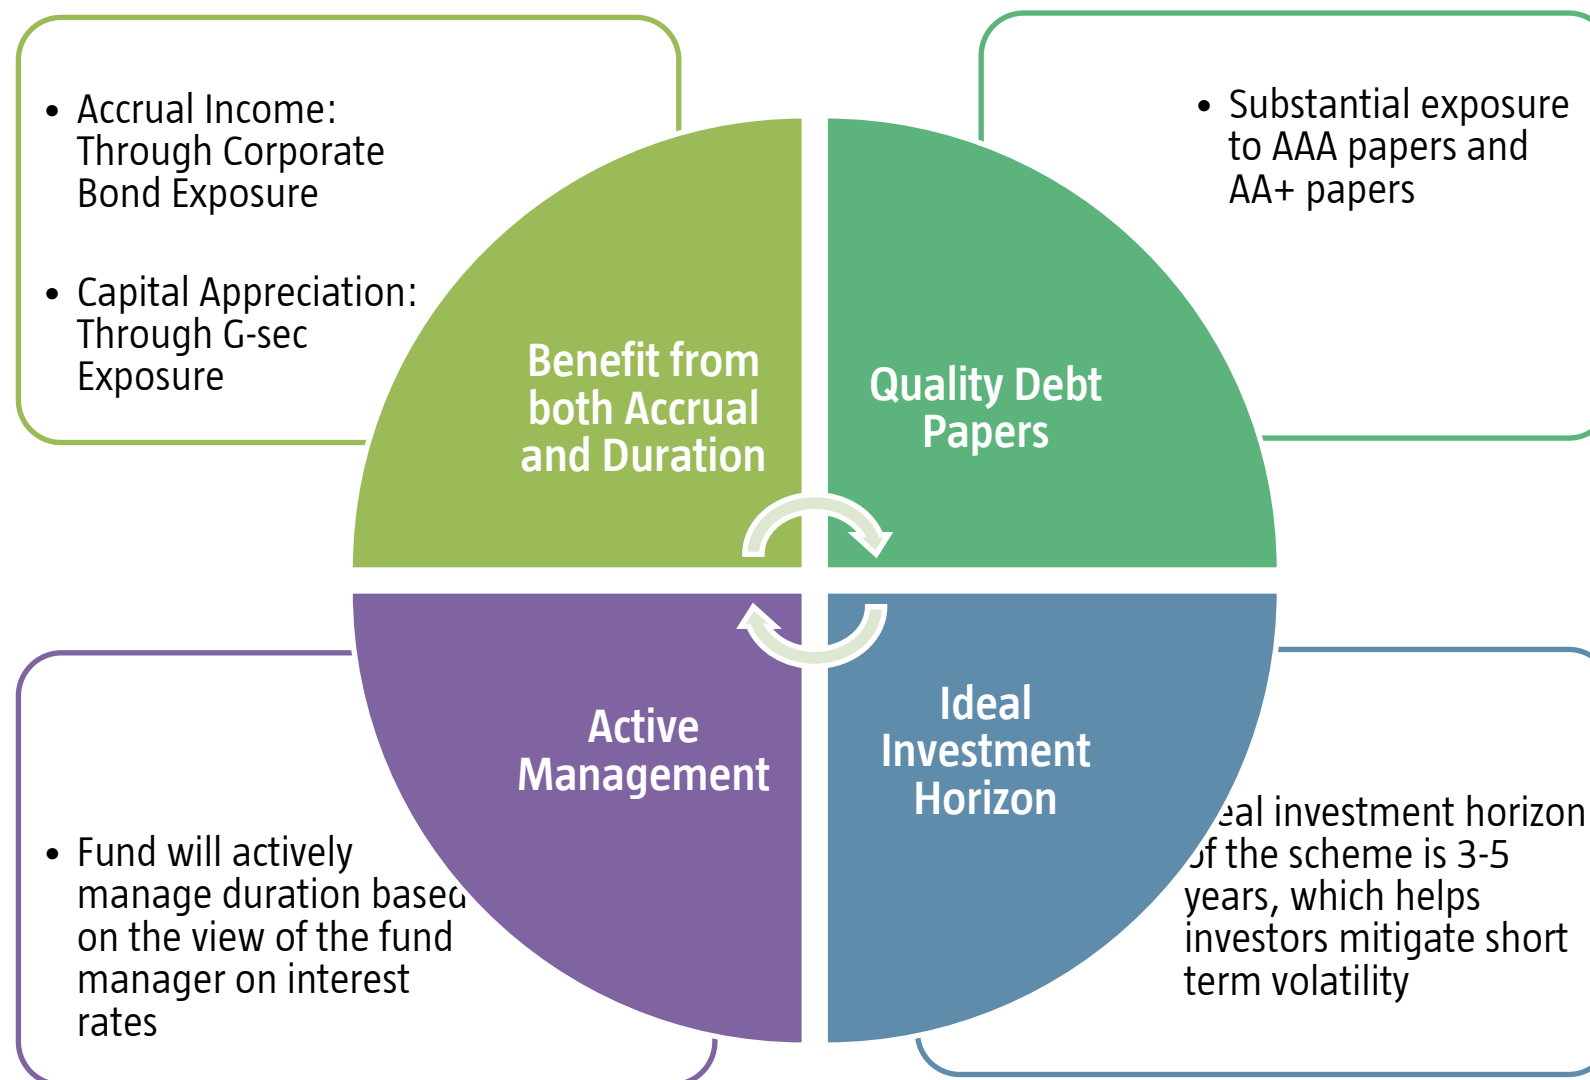 • Accrual Income:
Through Corporate
Bond Exposure
• Capital Appreciation:
Through G-sec
Exposure
Benefit from
both Accrual
and Duration
Quality Debt
Papers
• Substantial exposure
to AAA papers and
AA+ papers
Active
Management
• Fund will actively
manage duration based
on the view of the fund
manager on interest
rates
Ideal
Investment
Horizon
eal investment horizon
of the scheme is 3-5
years, which helps
investors mitigate short
term volatility